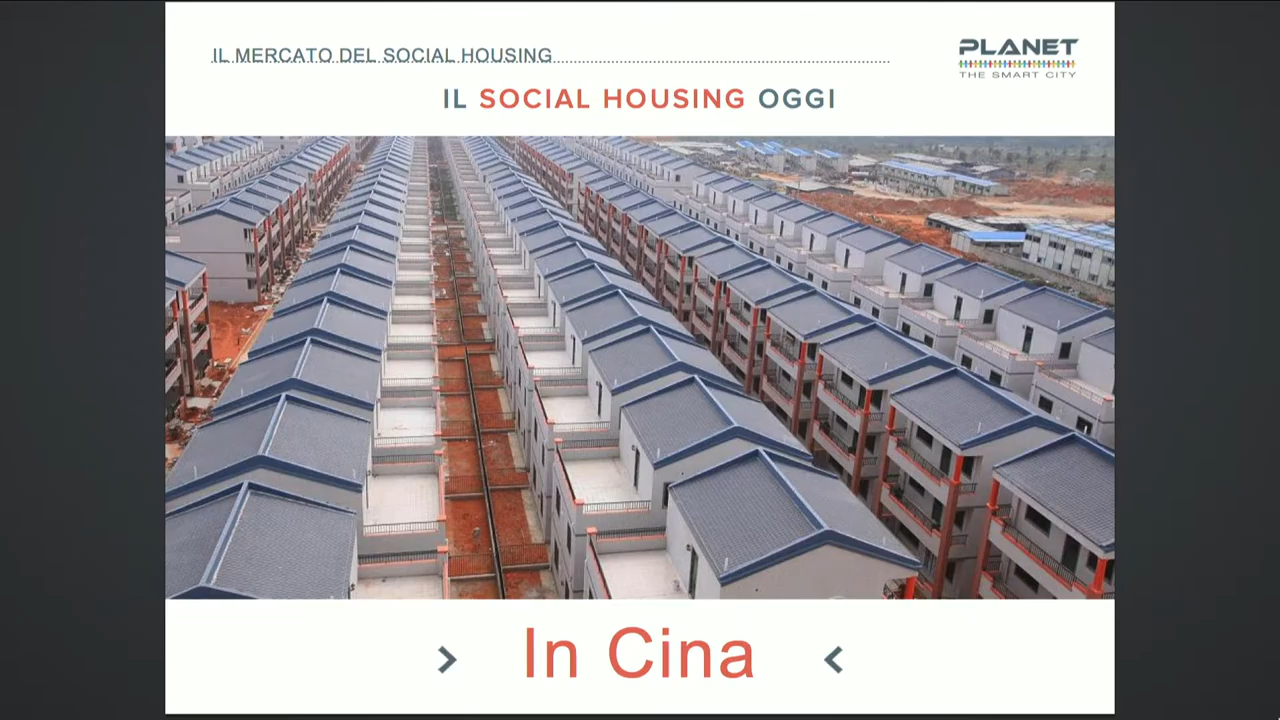 IL MERCATO DEL SOCIAL HOUSING
PLANET
THE SMART CITY
IL SOCIAL HOUSING OGGI
In Cina